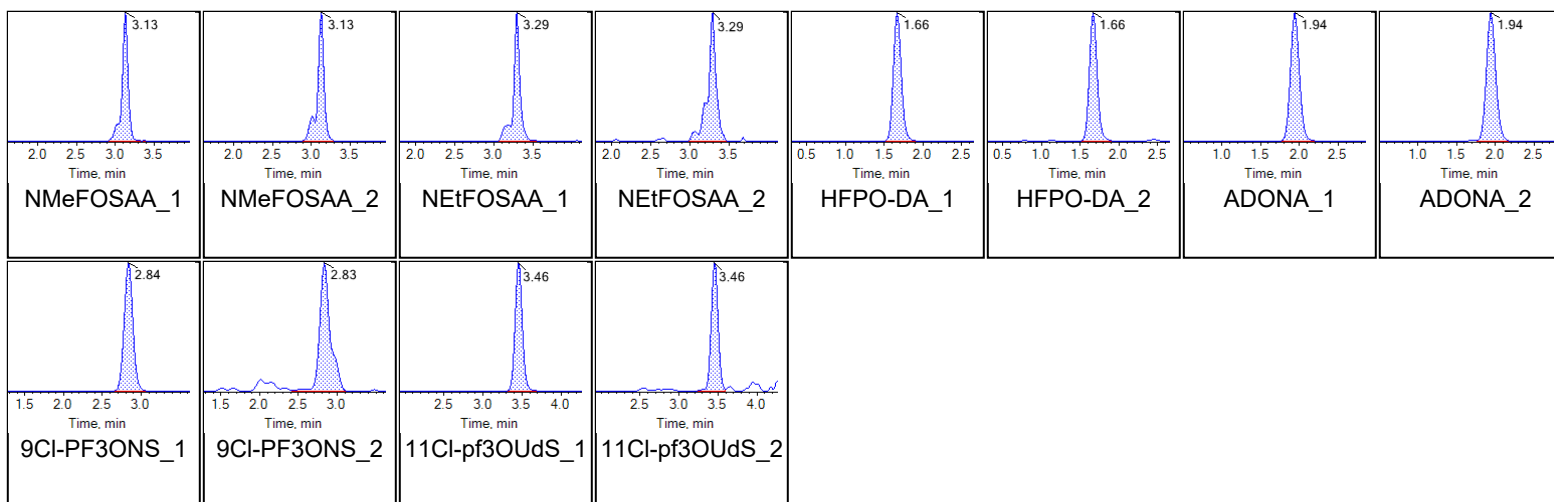 3.13
3.13
3.29
3.29
1.66
1.66
1.94
1.94
2.0 2.5 3.0 3.5
2.0 2.5 3.0 3.5
2.0 2.5 3.0 3.5
2.0 2.5 3.0 3.5
0.5 1.0 1.5 2.0 2.5
0.5 1.0 1.5 2.0 2.5
1.0 1.5 2.0 2.5
1.0 1.5 2.0 2.5
Time, min
Time, min
Time, min
Time, min
Time, min
Time, min
Time, min
Time, min
NMeFOSAA_1
NMeFOSAA_2
NEtFOSAA_1
NEtFOSAA_2
HFPO-DA_1
HFPO-DA_2
ADONA_1
ADONA_2
2.84
2.83
3.46
3.46
1.5 2.0 2.5 3.0
1.5 2.0 2.5 3.0
2.5 3.0 3.5 4.0
2.5 3.0 3.5 4.0
Time, min
Time, min
Time, min
Time, min
9Cl-PF3ONS_1
9Cl-PF3ONS_2
11Cl-pf3OUdS_1
11Cl-pf3OUdS_2